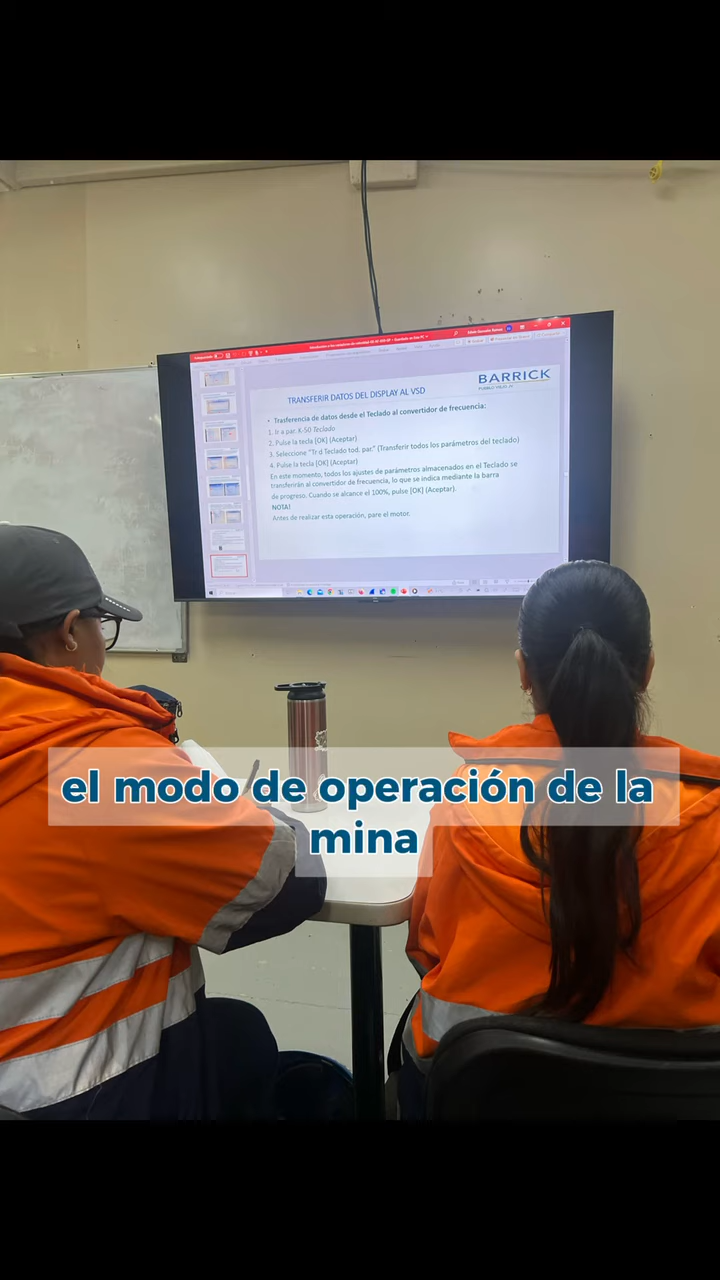 BARRICK
PUEBLO VIEJO
TRANSFERIR DATOS DEL DISPLAY AL VSD
• Trasferencia de datos desde el Teclado al convertidor de frecuencia:
1. Ir a par. K-50 Teclado
2. Pulse la tecla [OK] (Aceptar)
3. Seleccione "Tr d Teclado tod. par." (Transferir todos los parámetros del teclado)
4. Pulse la tecla [OK] (Aceptar)
En este momento, todos los ajustes de parámetros almacenados en el Teclado se
transferirán al convertidor de frecuencia, lo que se indica mediante la barra
de progreso. Cuando se alcance el 100%, pulse [OK] (Aceptar).
NOTA!
Antes de realizar esta operación, pare el motor.
el modo de operación de la
mina